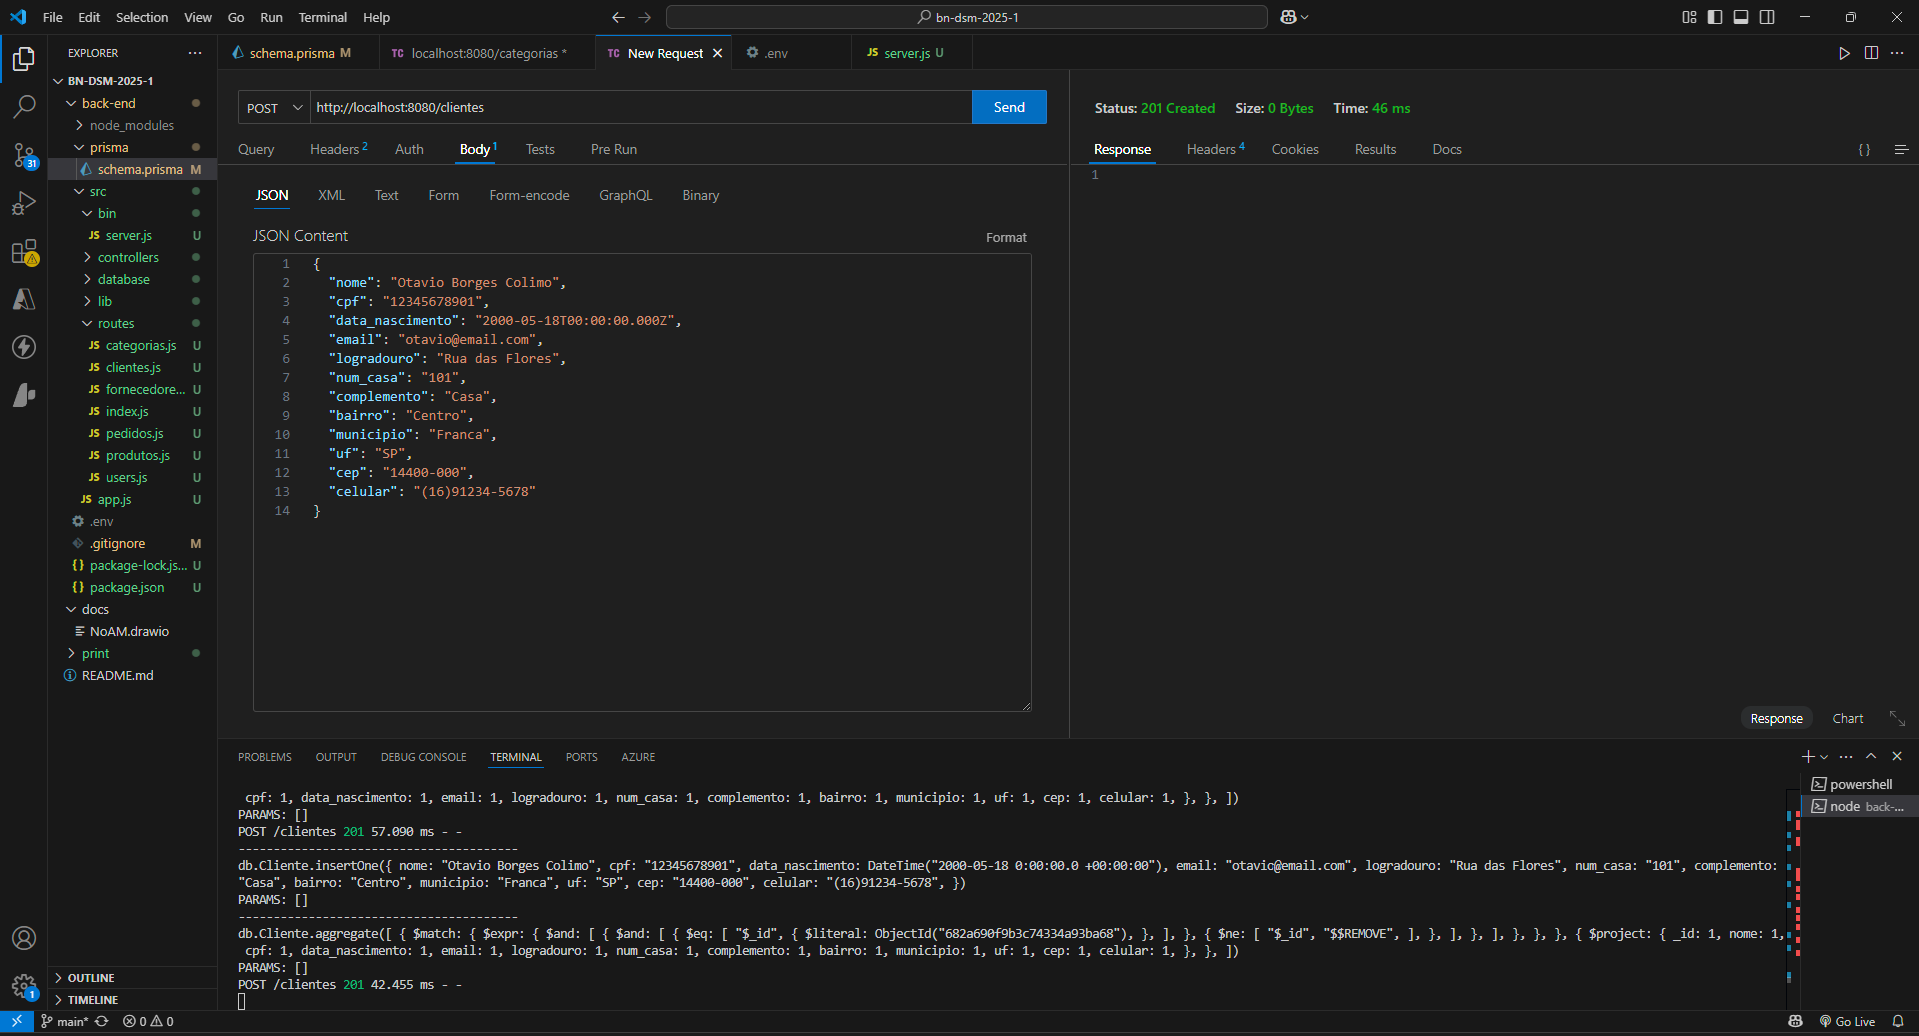 File Edit Selection View Go Run Terminal Help
bn-dsm-2025-1
EXPLORER
BN-DSM-2025-1
back-end
node_modules
prisma
schema.prisma M
src
bin
server.js U
controllers
database
lib
routes
categorias.js U
clientes.js U
fornecedore... U
index.js U
pedidos.js U
produtos.js U
users.js U
app.js U
.env
.gitignore M
package-lock.js... U
package.json U
docs
NoAM.drawio
print
README.md
OUTLINE
TIMELINE
31
1
schema.prisma M
TC localhost:8080/categorias *
TC New Request
.env
JS server.js U
POST http://localhost:8080/clientes Send
Query Headers 2 Auth Body 1 Tests Pre Run
JSON XML Text Form Form-encode GraphQL Binary
JSON Content
Format
1 {
2 "nome": "Otavio Borges Colimo",
3 "cpf": "12345678901",
4 "data_nascimento": "2000-05-18T00:00:00.000Z",
5 "email": "otavio@email.com",
6 "logradouro": "Rua das Flores",
7 "num_casa": "101",
8 "complemento": "Casa",
9 "bairro": "Centro",
10 "municipio": "Franca",
11 "uf": "SP",
12 "cep": "14400-000",
13 "celular": "(16)91234-5678"
14 }
Status: 201 Created Size: 0 Bytes Time: 46 ms
Response Headers 4 Cookies Results Docs
{ }
1
Response Chart
PROBLEMS OUTPUT DEBUG CONSOLE TERMINAL PORTS AZURE
powershell
node back-...
cpf: 1, data_nascimento: 1, email: 1, logradouro: 1, num_casa: 1, complemento: 1, bairro: 1, municipio: 1, uf: 1, cep: 1, celular: 1, }, }, ])
PARAMS: []
POST /clientes 201 57.090 ms - -
----------------------------------------
db.Cliente.insertOne({ nome: "Otavio Borges Colimo", cpf: "12345678901", data_nascimento: DateTime("2000-05-18 0:00:00.0 +00:00:00"), email: "otavio@email.com", logradouro: "Rua das Flores", num_casa: "101", complemento:
"Casa", bairro: "Centro", municipio: "Franca", uf: "SP", cep: "14400-000", celular: "(16)91234-5678", })
PARAMS: []
----------------------------------------
db.Cliente.aggregate([ { $match: { $expr: { $and: [ { $and: [ { $eq: [ "$_id", { $literal: ObjectId("682a690f9b3c74334a93ba68"), }, ], }, { $ne: [ "$_id", "$$REMOVE", ], }, ], }, ], }, }, }, { $project: { _id: 1, nome: 1,
cpf: 1, data_nascimento: 1, email: 1, logradouro: 1, num_casa: 1, complemento: 1, bairro: 1, municipio: 1, uf: 1, cep: 1, celular: 1, }, }, ])
PARAMS: []
POST /clientes 201 42.455 ms - -
main* 0 0 Go Live